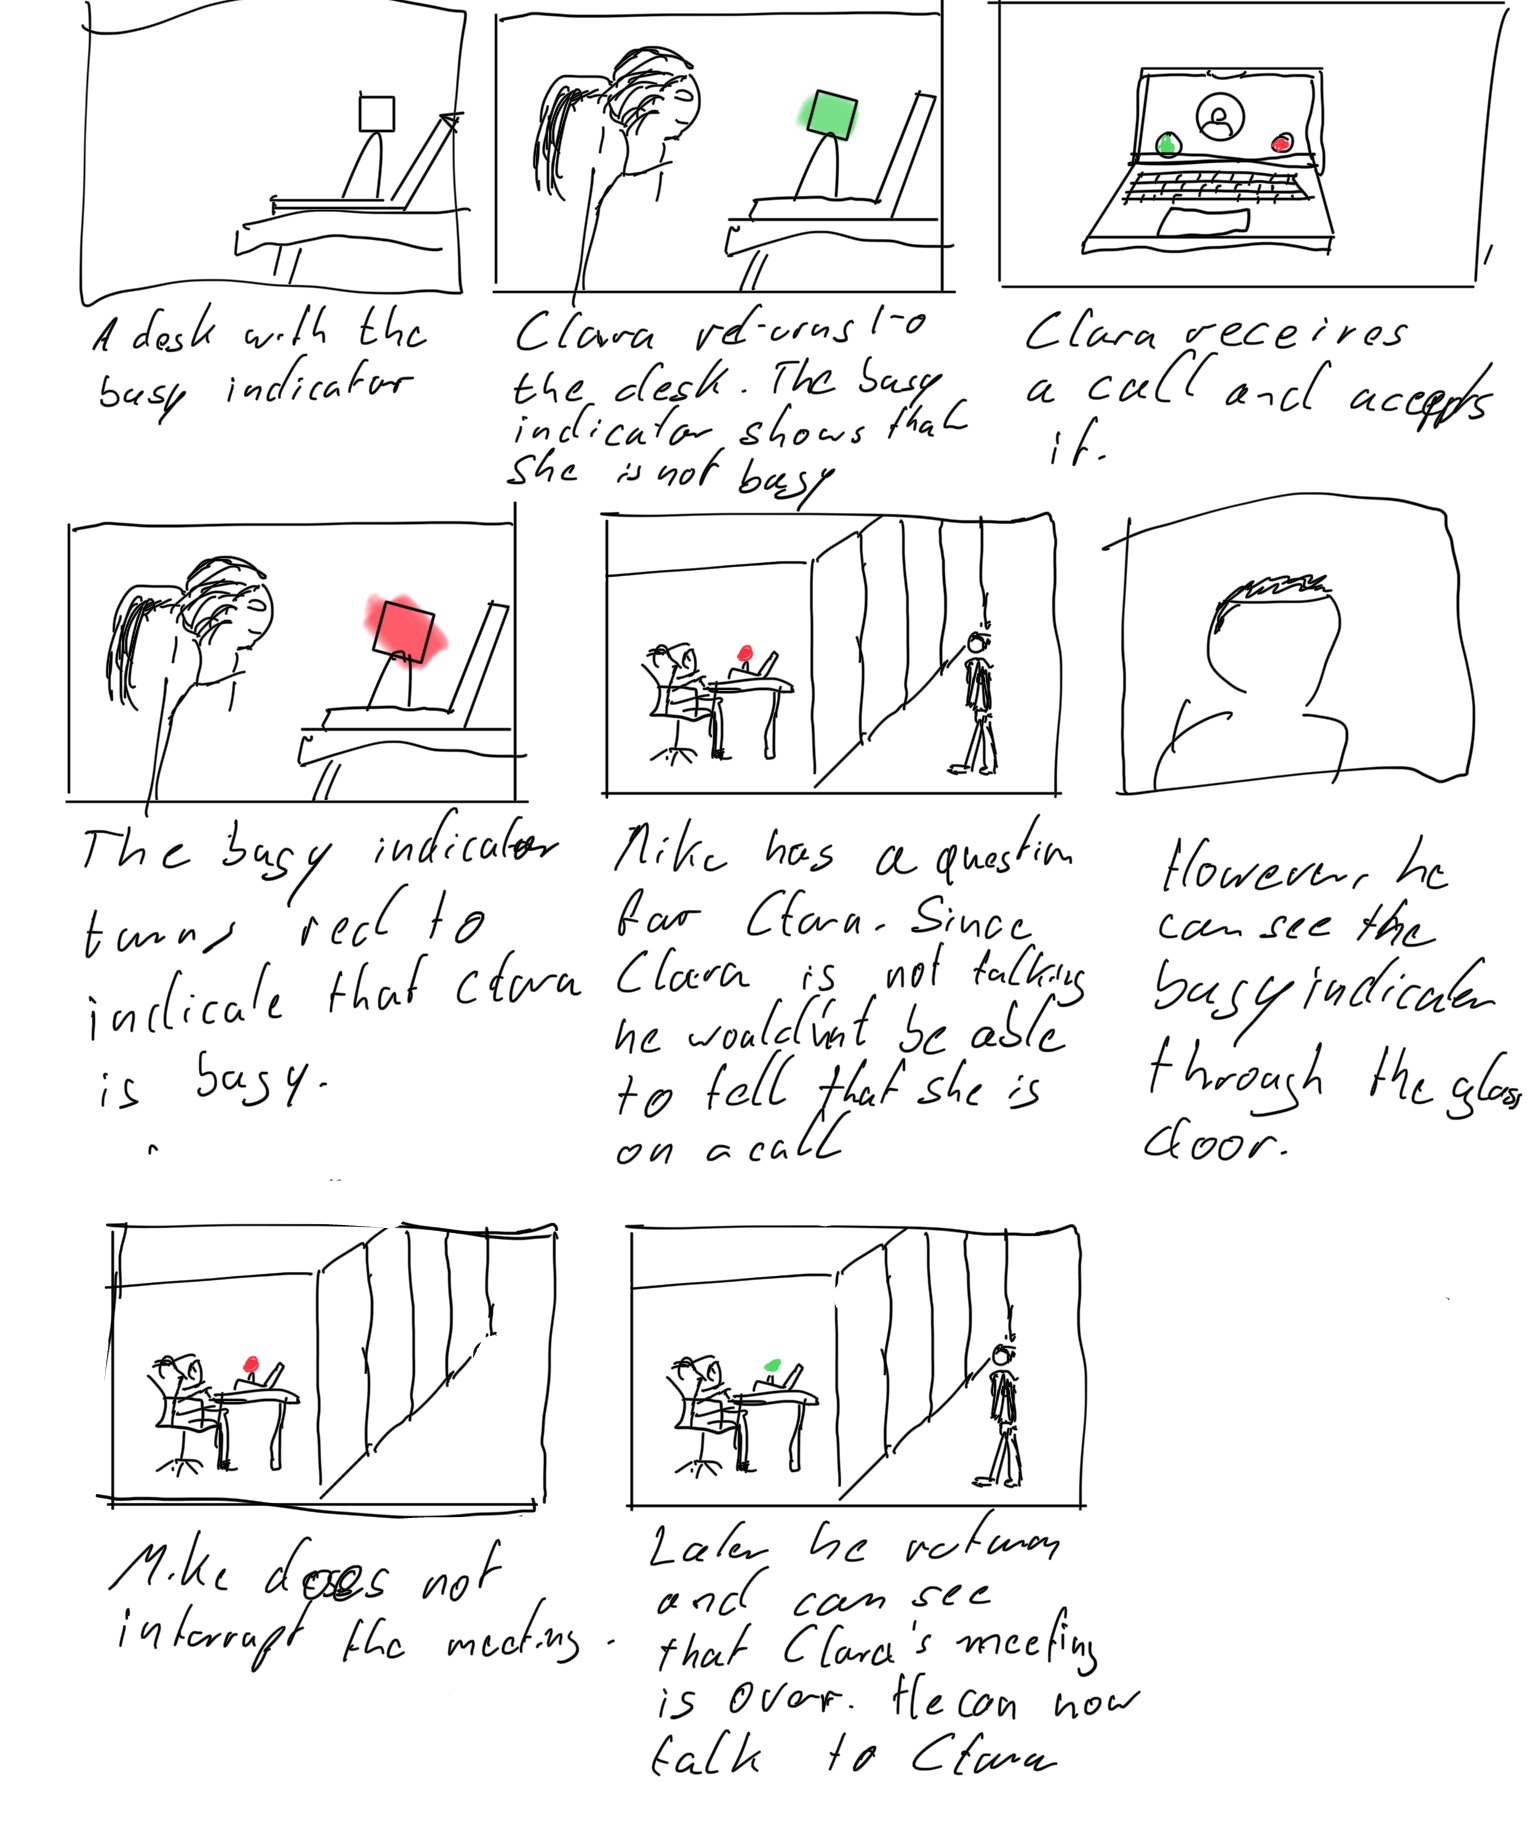 A desk with the
busy indicator
Clara returns to
the desk. The busy
indicator shows that
she is not busy
Clara receives
a call and accepts
it.
The busy indicator
turns red to
indicate that Clara
is busy.
Mike has a question
for Clara. Since
Clara is not talking
he wouldn't be able
to tell that she is
on a call
However, he
can see the
busy indicator
through the glass
door.
Mike does not
interrupt the meeting.
Later he returns
and can see
that Clara's meeting
is over. He can now
talk to Clara